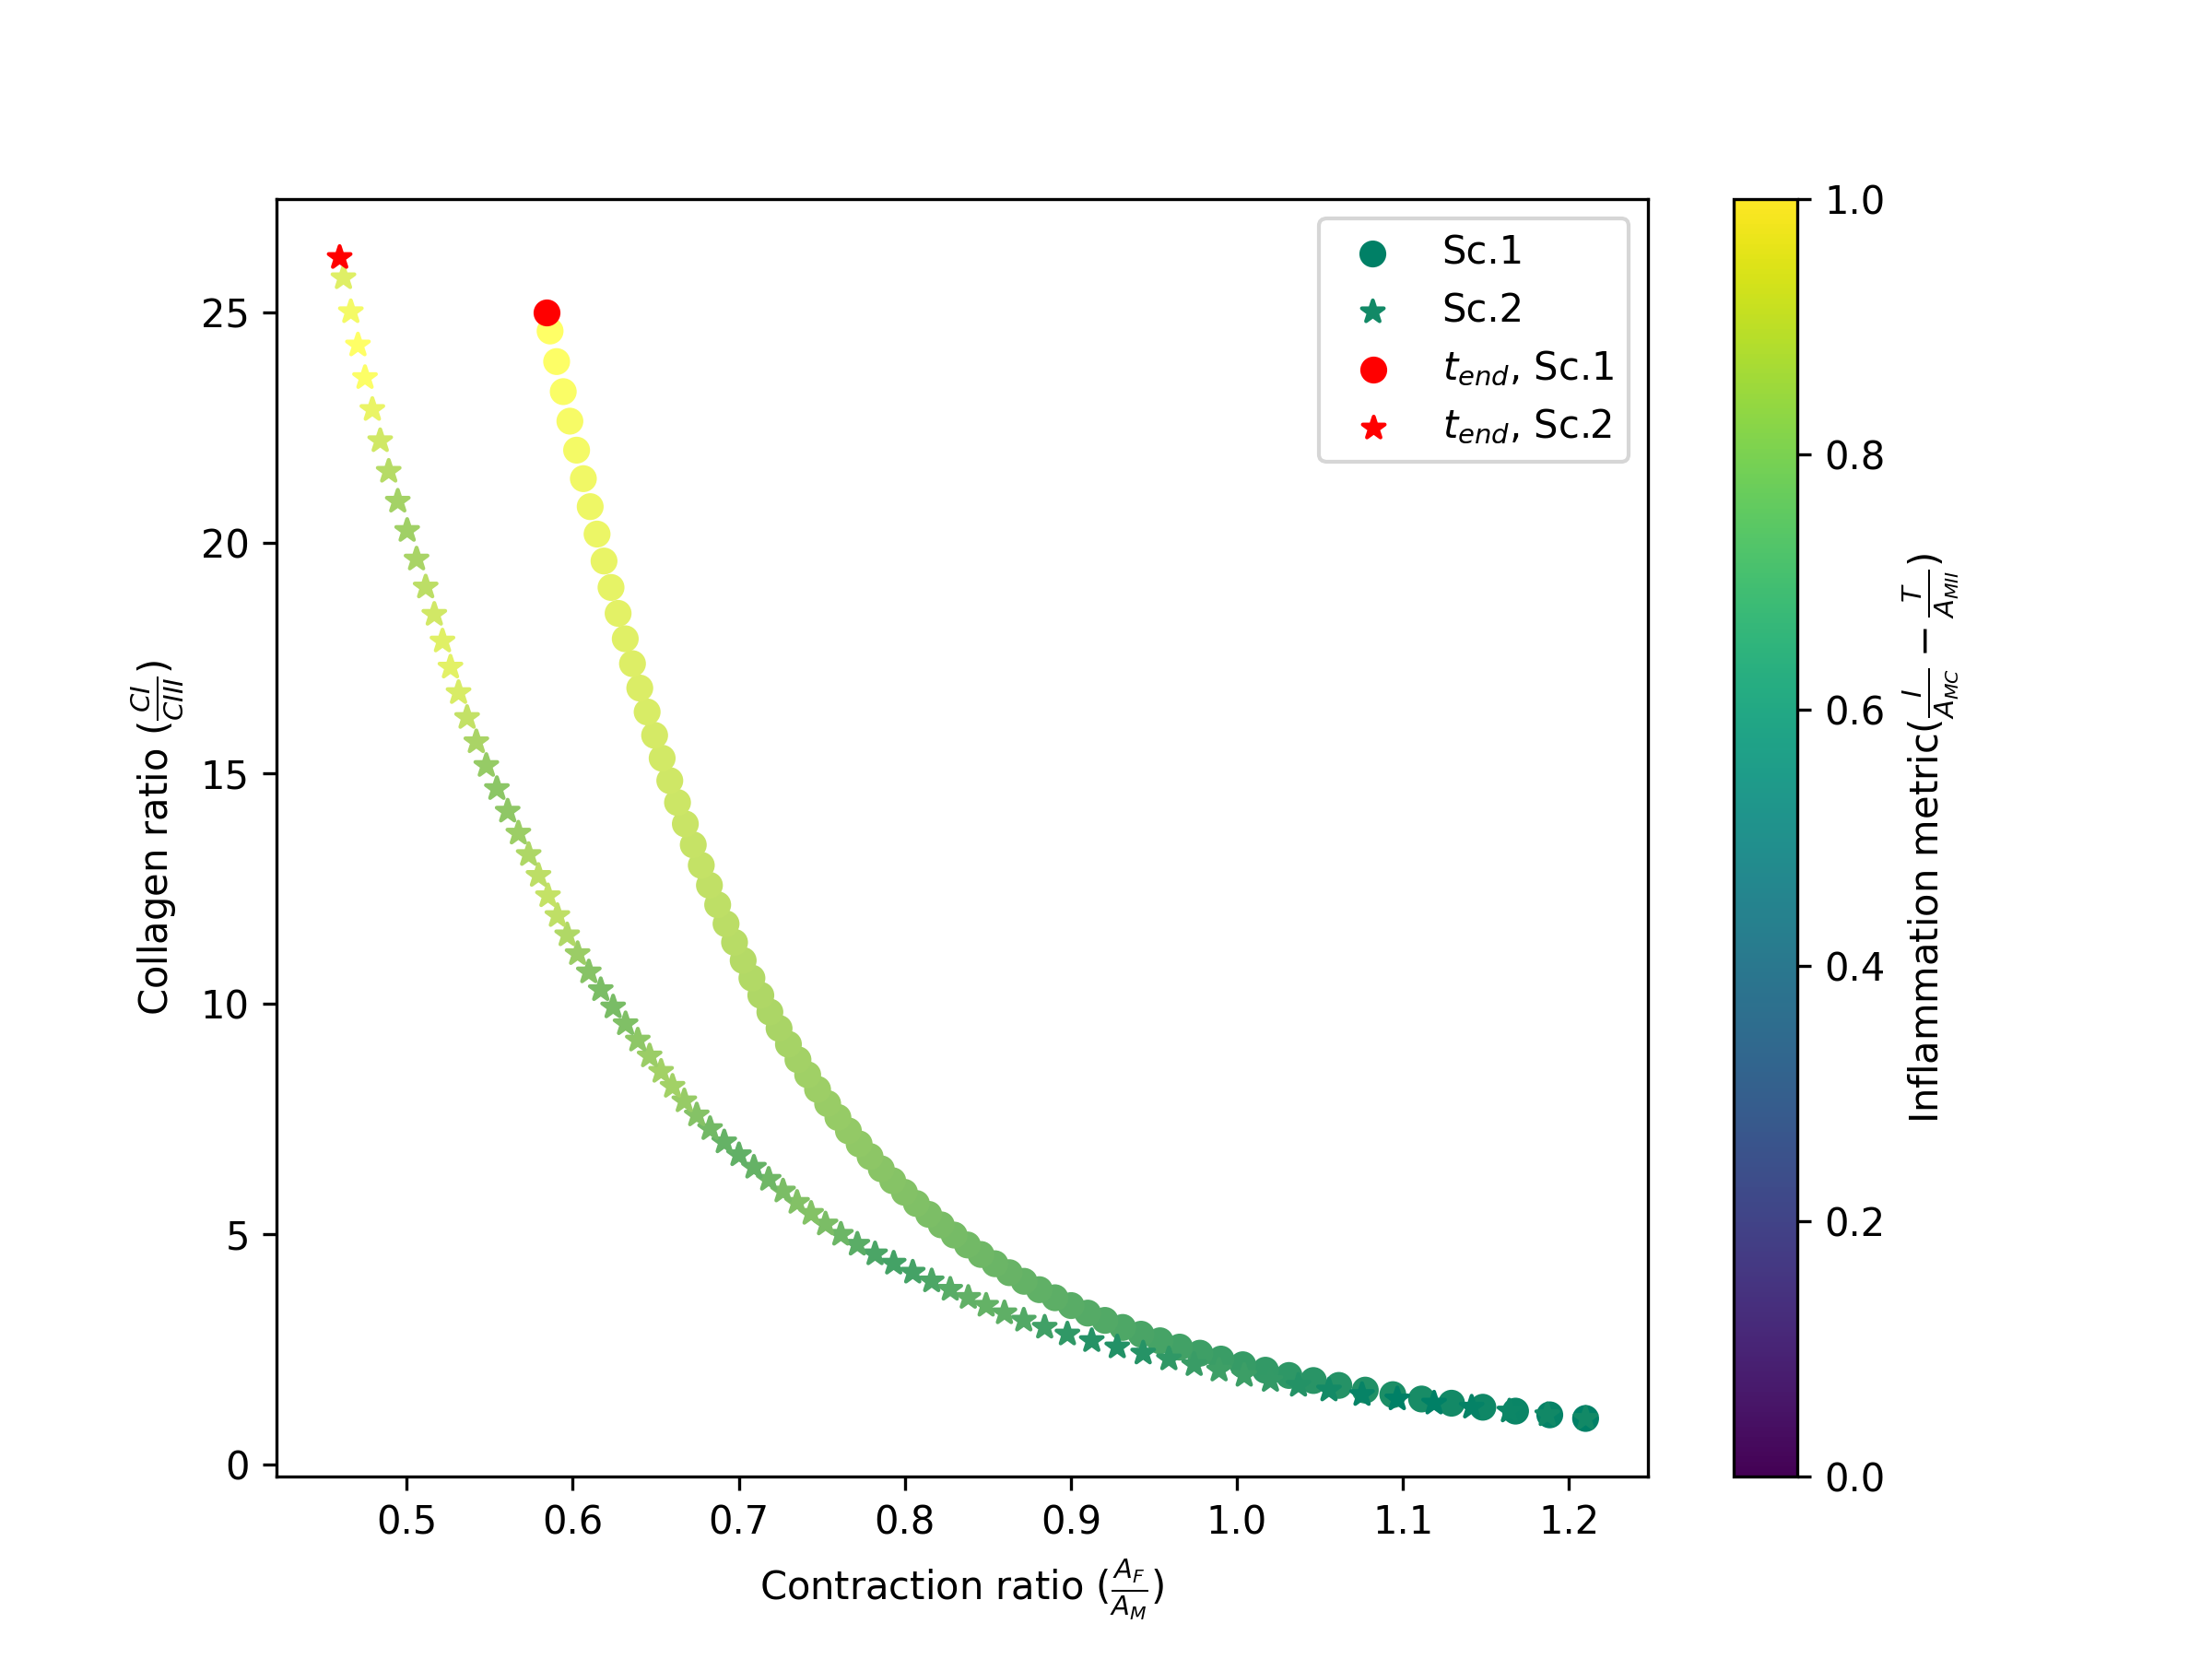 Sc.1
Sc.2
t_end, Sc.1
t_end, Sc.2
25
20
15
10
5
0
Collagen ratio (CI/CIII)
0.5 0.6 0.7 0.8 0.9 1.0 1.1 1.2
Contraction ratio (A_F/A_M)
1.0
0.8
0.6
0.4
0.2
0.0
Inflammation metric(I/A_MC − T/A_MII)